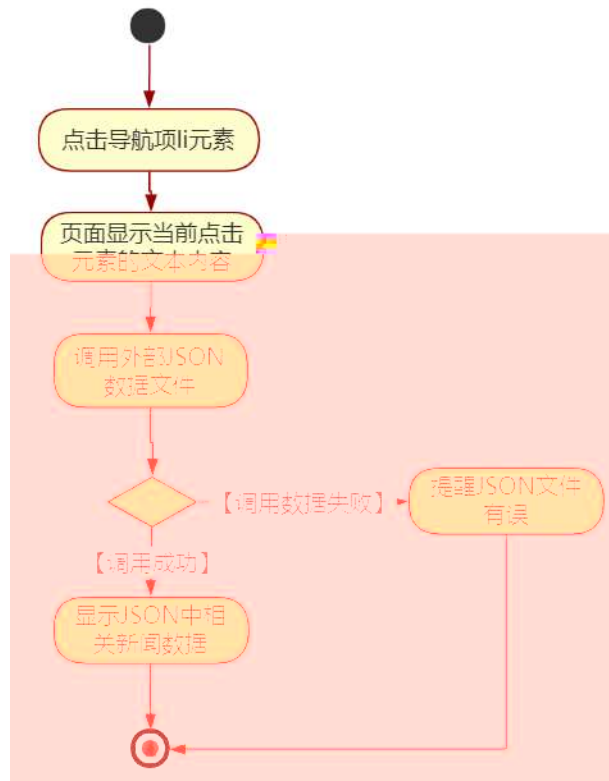 点击导航项li元素
页面显示当前点击
元素的文本内容
调用外部JSON
数据文件
【调用数据失败】
提醒JSON文件
有误
【调用成功】
显示JSON中相
关新闻数据